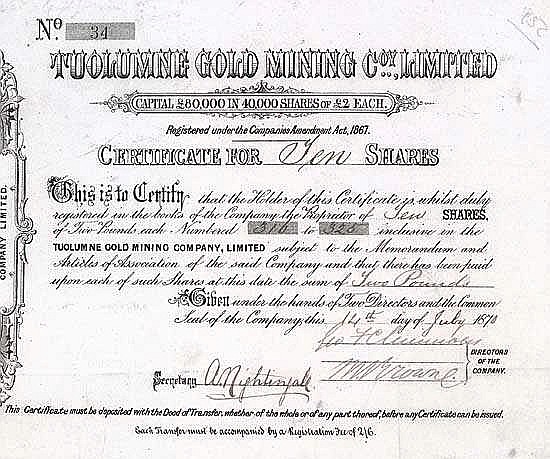 No. 34
TUOLUMNE GOLD MINING COY., LIMITED
CAPITAL £80,000 IN 40,000 SHARES OF £2 EACH.
Registered under the Companies Amendment Act, 1867.
CERTIFICATE FOR Ten SHARES
This is to Certify that the Holder of this Certificate is, whilst duly
registered in the books of the Company the Proprietor of Ten SHARES,
of Two Pounds each Numbered 316 to 325 inclusive in the
TUOLUMNE GOLD MINING COMPANY, LIMITED subject to the Memorandum and
Articles of Association of the said Company and that there has been paid
upon each of such Shares at this date the sum of Two Pounds
Given under the hands of Two Directors and the Common
Seal of the Company, this 14th day of July 1870
DIRECTORS
OF THE
COMPANY.
Secretary A. Nightingale
This Certificate must be deposited with the Deed of Transfer, whether of the whole or of any part thereof, before any Certificate can be issued.
Each Transfer must be accompanied by a Registration Fee of 2/6.
COMPANY LIMITED.